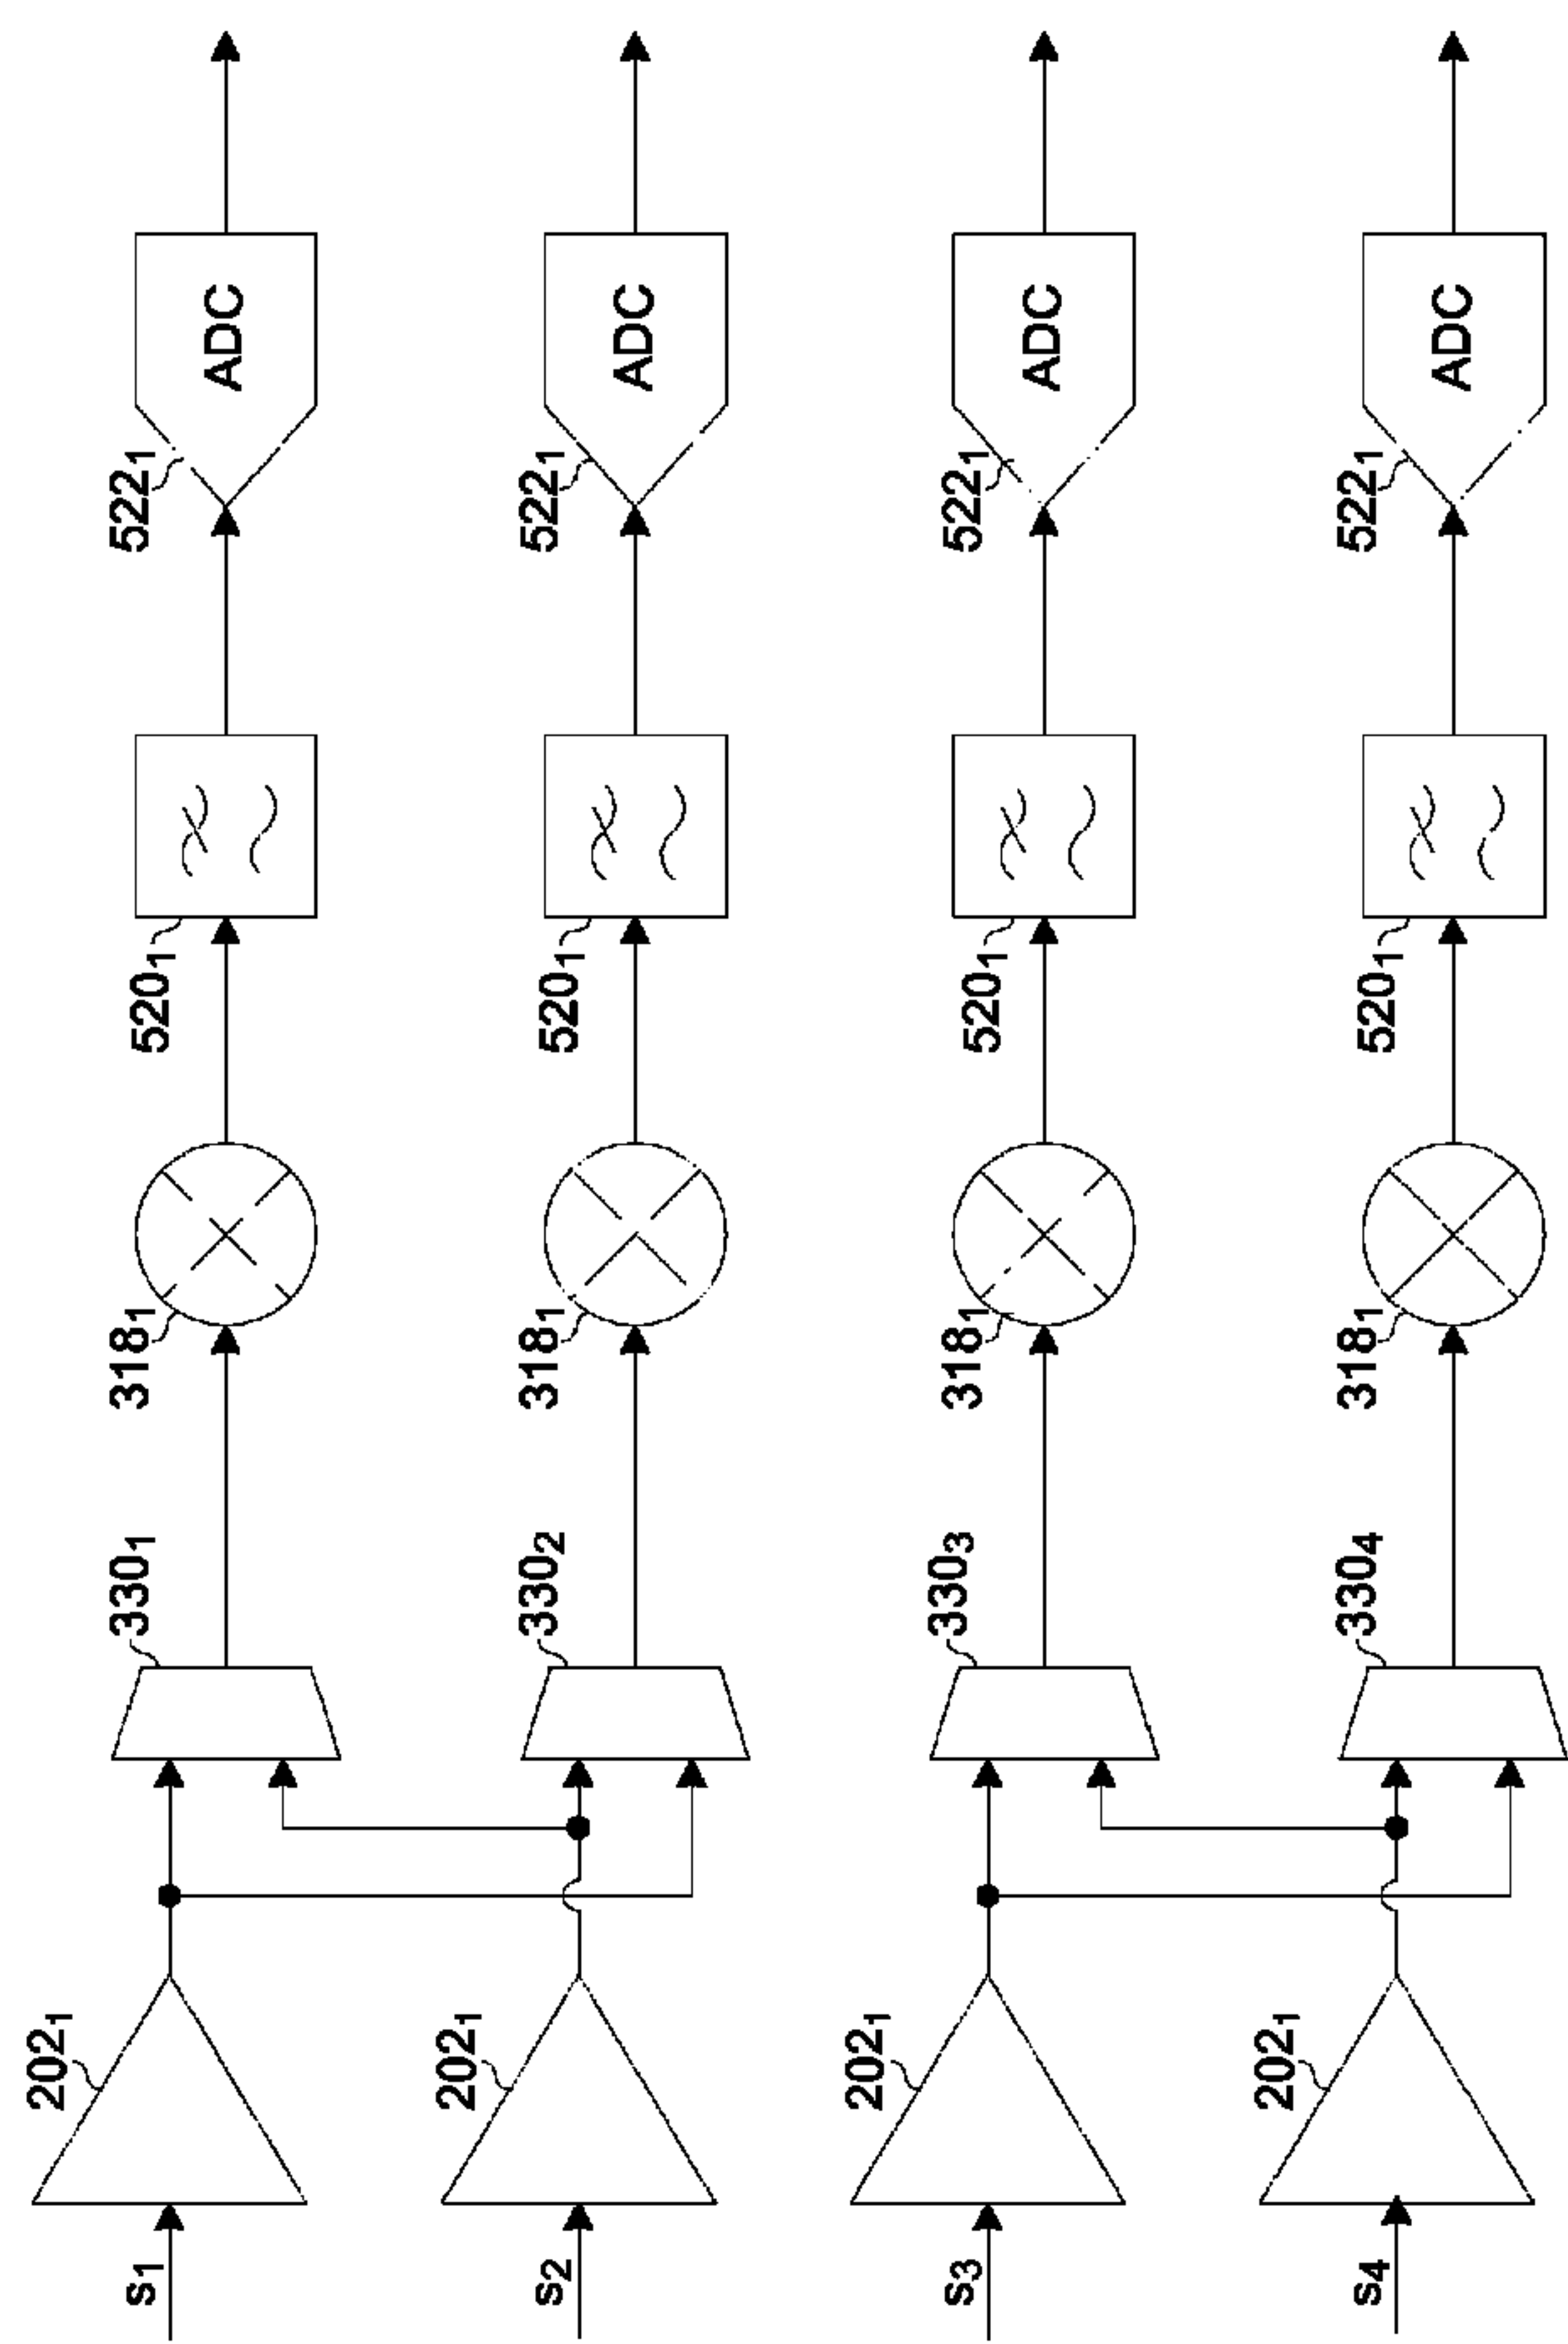 s₁
202₁
330₁
318₁
520₁
522₁
ADC
s₂
202₁
330₂
318₁
520₁
522₁
ADC
s₃
202₁
330₃
318₁
520₁
522₁
ADC
s₄
202₁
330₄
318₁
520₁
522₁
ADC